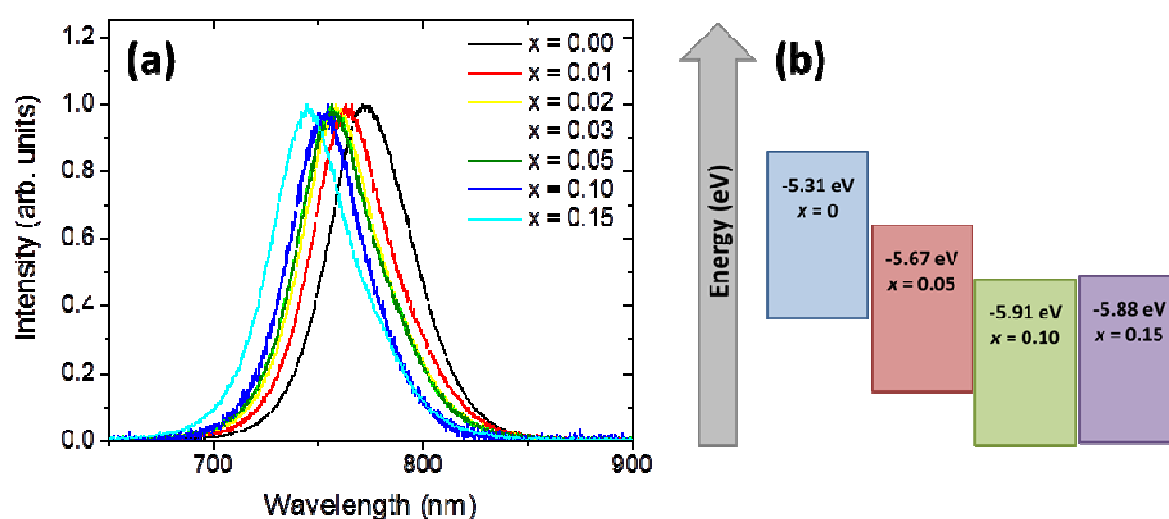 (a)
1.2
1.0
0.8
0.6
0.4
0.2
0.0
Intensity (arb. units)
x = 0.00
x = 0.01
x = 0.02
x = 0.03
x = 0.05
x = 0.10
x = 0.15
700
800
900
Wavelength (nm)
(b)
Energy (eV)
-5.31 eV
x = 0
-5.67 eV
x = 0.05
-5.91 eV
x = 0.10
-5.88 eV
x = 0.15